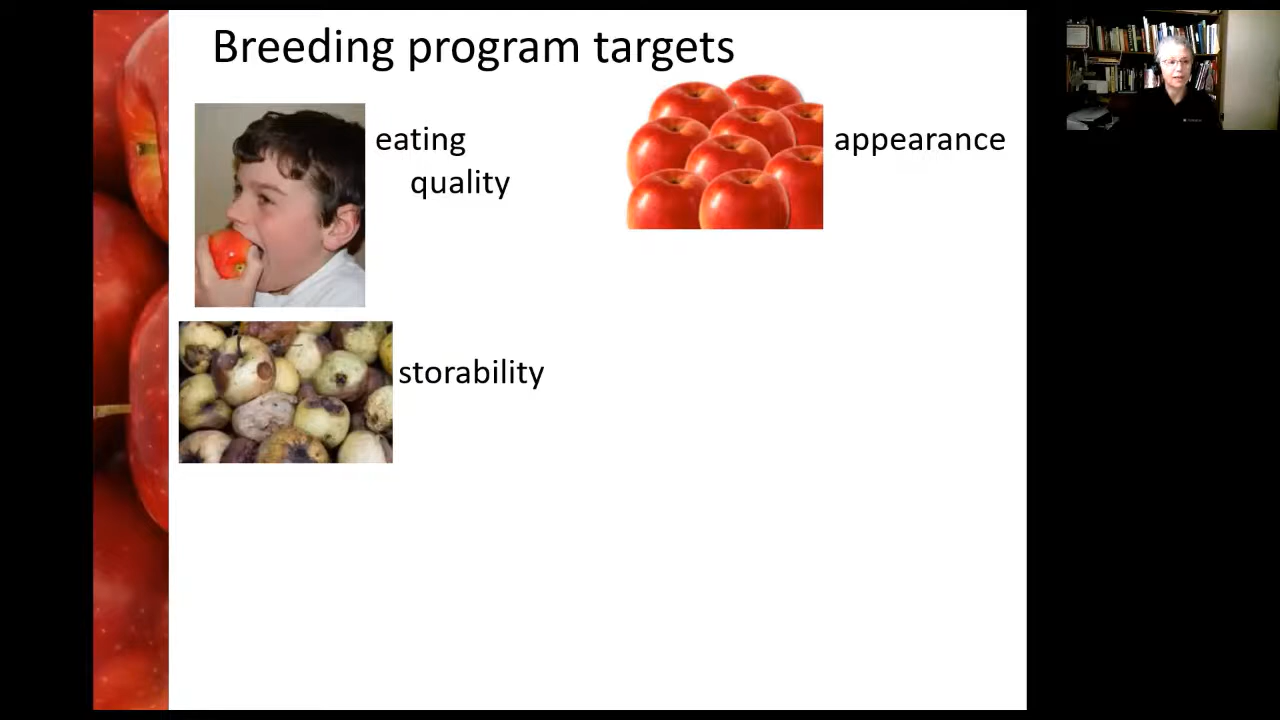 Breeding program targets
eating
quality
appearance
storability